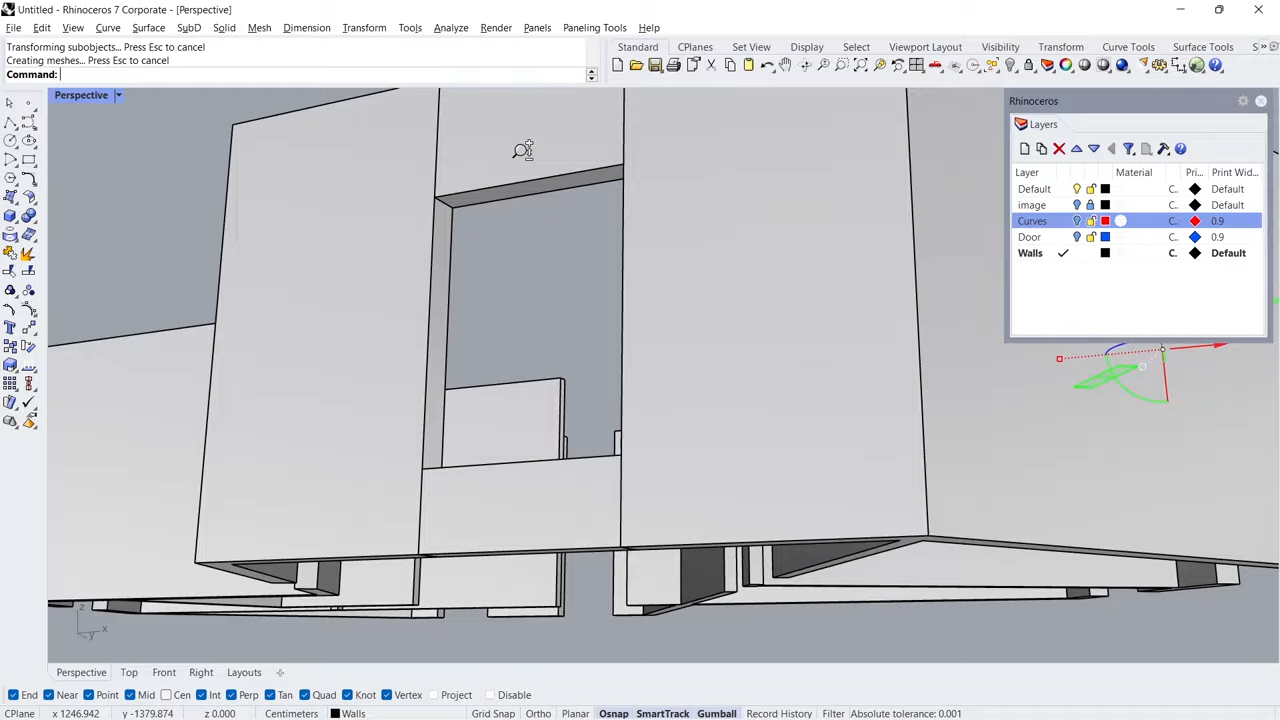 Untitled - Rhinoceros 7 Corporate - [Perspective]
File Edit View Curve Surface SubD Solid Mesh Dimension Transform Tools Analyze Render Panels Paneling Tools Help
Transforming subobjects... Press Esc to cancel
Creating meshes... Press Esc to cancel
Command:
Standard CPlanes Set View Display Select Viewport Layout Visibility Transform Curve Tools Surface Tools S
Perspective
Rhinoceros
Layers
Layer Material Pri... Print Wid...
Default C.. Default
image C.. Default
Curves C.. 0.9
Door C.. 0.9
Walls C. Default
z
y x
Perspective Top Front Right Layouts
End Near Point Mid Cen Int Perp Tan Quad Knot Vertex Project Disable
CPlane x 1246.942 y -1379.874 z 0.000 Centimeters Walls Grid Snap Ortho Planar Osnap SmartTrack Gumball Record History Filter Absolute tolerance: 0.001